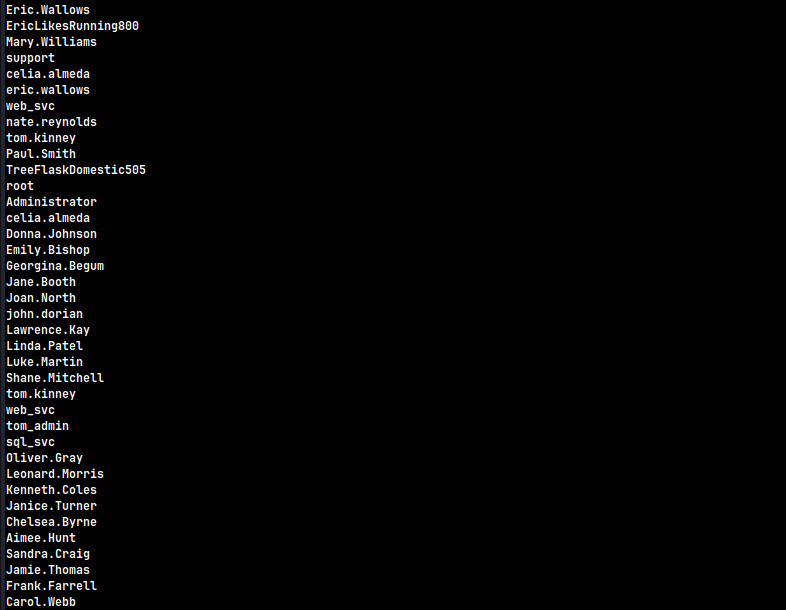 Eric.Wallows
EricLikesRunning800
Mary.Williams
support
celia.almeda
eric.wallows
web_svc
nate.reynolds
tom.kinney
Paul.Smith
TreeFlaskDomestic505
root
Administrator
celia.almeda
Donna.Johnson
Emily.Bishop
Georgina.Begum
Jane.Booth
Joan.North
john.dorian
Lawrence.Kay
Linda.Patel
Luke.Martin
Shane.Mitchell
tom.kinney
web_svc
tom_admin
sql_svc
Oliver.Gray
Leonard.Morris
Kenneth.Coles
Janice.Turner
Chelsea.Byrne
Aimee.Hunt
Sandra.Craig
Jamie.Thomas
Frank.Farrell
Carol.Webb